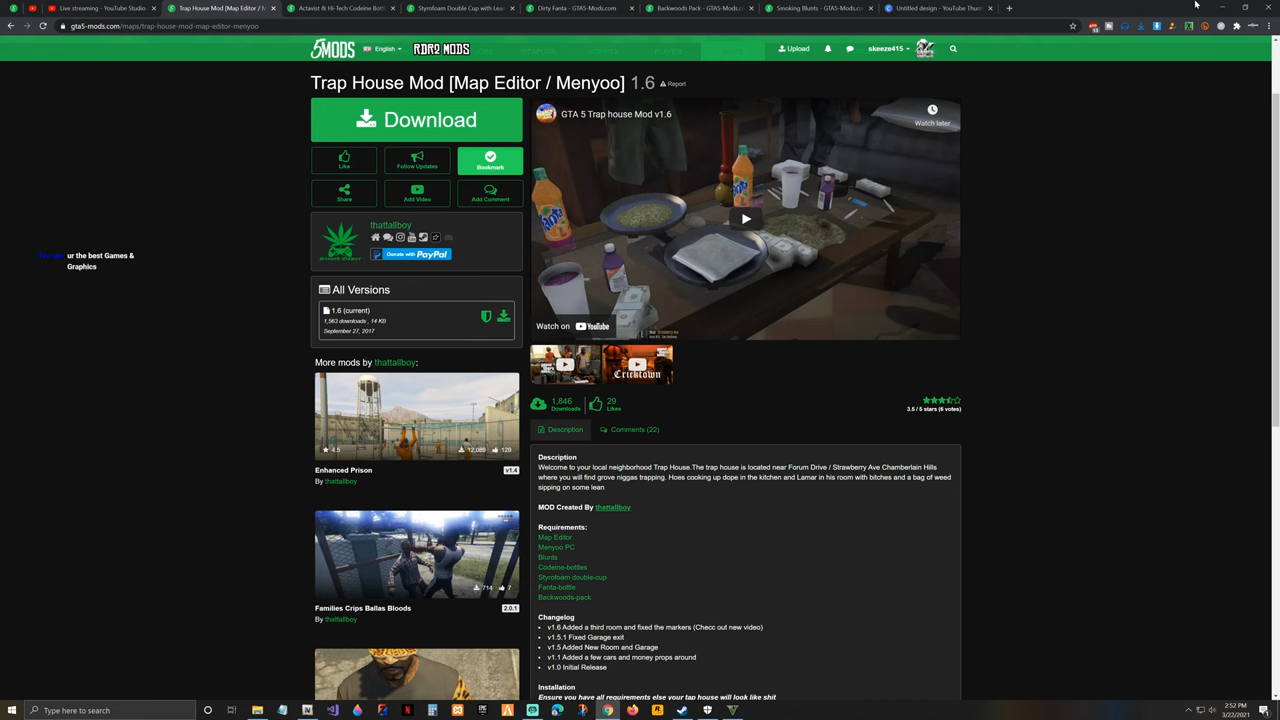 Live streaming - YouTube Studio
Trap House Mod [Map Editor / M
Actavist & Hi-Tech Codeine Bott
Styrofoam Double Cup with Lea
Dirty Fanta - GTA5-Mods.com
Backwoods Pack - GTA5-Mods.co
Smoking Blunts - GTA5-Mods.co
Untitled design - YouTube Thum
gta5-mods.com/maps/trap-house-mod-map-editor-menyoo
5MODS
English
RDR2 MODS
Upload
skeeze415
Trap House Mod [Map Editor / Menyoo] 1.6
Report
Download
Like
Follow Updates
Bookmark
Share
Add Video
Add Comment
thattallboy
Donate with PayPal
ur the best Games &
Graphics
All Versions
1.6 (current)
1,563 downloads , 14 KB
September 27, 2017
More mods by thattallboy:
4.5
12,089
129
Enhanced Prison
v1.4
By thattallboy
714
7
Families Crips Ballas Bloods
2.0.1
By thattallboy
GTA 5 Trap house Mod v1.6
Watch later
Watch on YouTube
Cricktown
1,846
Downloads
29
Likes
3.5 / 5 stars (6 votes)
Description
Comments (22)
Description
Welcome to your local neighborhood Trap House.The trap house is located near Forum Drive / Strawberry Ave Chamberlain Hills
where you will find grove niggas trapping. Hoes cooking up dope in the kitchen and Lamar in his room with bitches and a bag of weed
sipping on some lean
MOD Created By thattallboy
Requirements:
Map Editor
Menyoo PC
Blunts
Codeine-bottles
Styrofoam double-cup
Fanta-bottle
Backwoods-pack
Changelog
• v1.6 Added a third room and fixed the markers (Checc out new video)
• v1.5.1 Fixed Garage exit
• v1.5 Added New Room and Garage
• v1.1 Added a few cars and money props around
• v1.0 Initial Release
Installation
Ensure you have all requirements else your tap house will look like shit
Type here to search
2:52 PM
3/22/2021